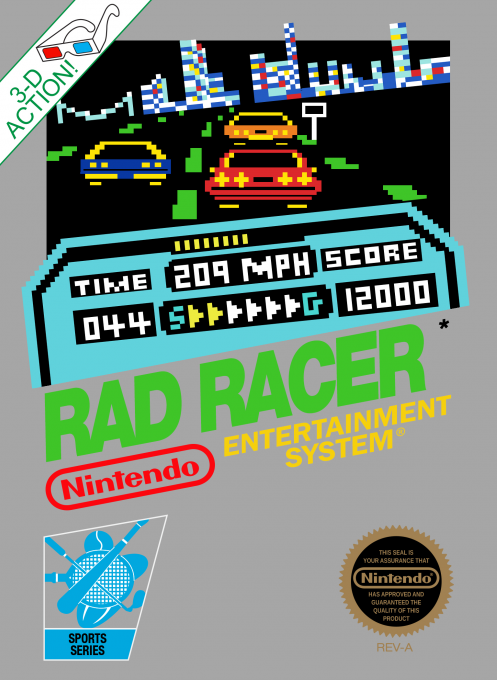 3-D
ACTION!
TIME
209 MPH
SCORE
044
S
G
12000
RAD RACER
*
Nintendo
ENTERTAINMENT
SYSTEM®
SPORTS
SERIES
THIS SEAL IS
YOUR ASSURANCE THAT
Nintendo®
HAS APPROVED AND
GUARANTEED THE
QUALITY OF THIS
PRODUCT
REV-A